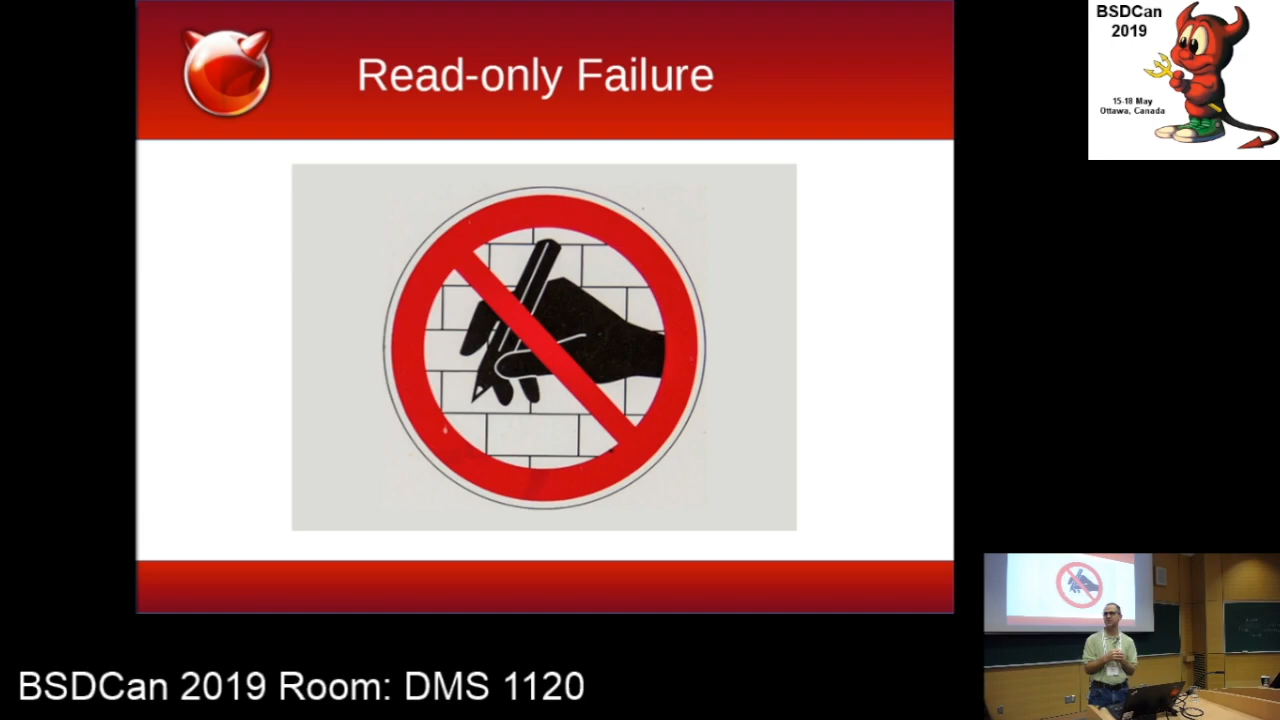 Read-only Failure
BSDCan
2019
15-18 May
Ottawa, Canada
BSDCan 2019 Room: DMS 1120